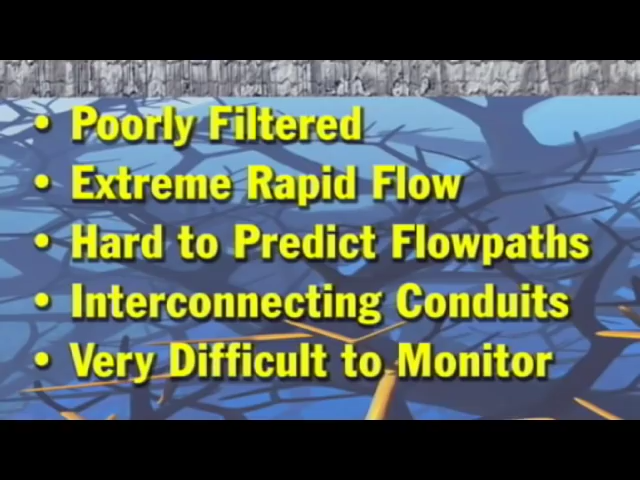 • Poorly Filtered
• Extreme Rapid Flow
• Hard to Predict Flowpaths
• Interconnecting Conduits
• Very Difficult to Monitor